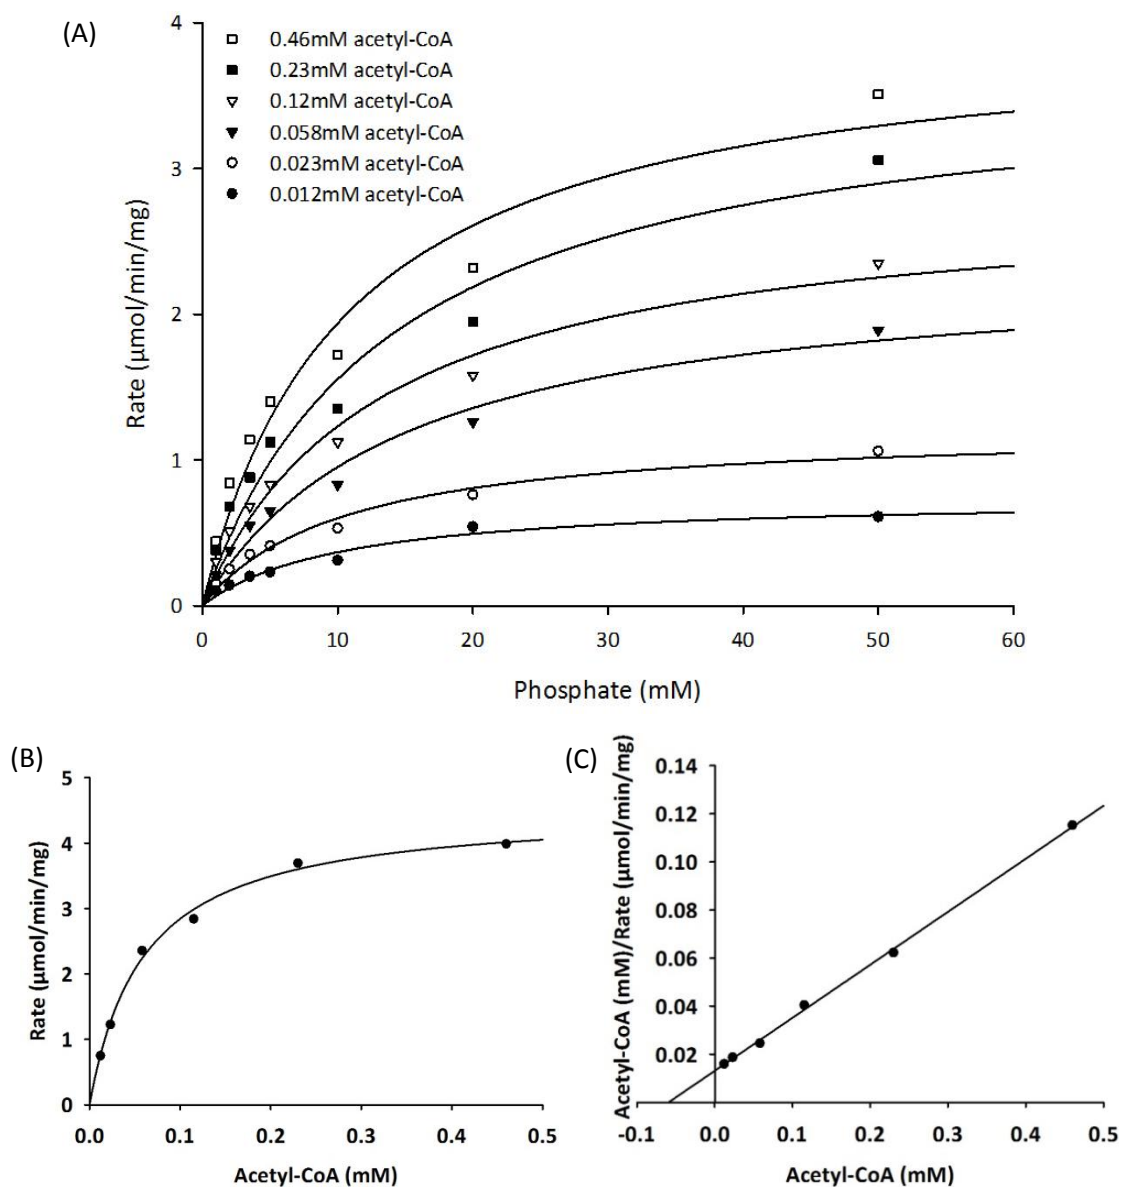 (A)
4
3
2
1
0
Rate (µmol/min/mg)
0.46mM acetyl-CoA
0.23mM acetyl-CoA
0.12mM acetyl-CoA
0.058mM acetyl-CoA
0.023mM acetyl-CoA
0.012mM acetyl-CoA
0 10 20 30 40 50 60
Phosphate (mM)
(B)
5
4
3
2
1
0
Rate (µmol/min/mg)
0.0 0.1 0.2 0.3 0.4 0.5
Acetyl-CoA (mM)
(C)
0.14
0.12
0.10
0.08
0.06
0.04
0.02
Acetyl-CoA (mM)/Rate (µmol/min/mg)
-0.1 0.0 0.1 0.2 0.3 0.4 0.5
Acetyl-CoA (mM)